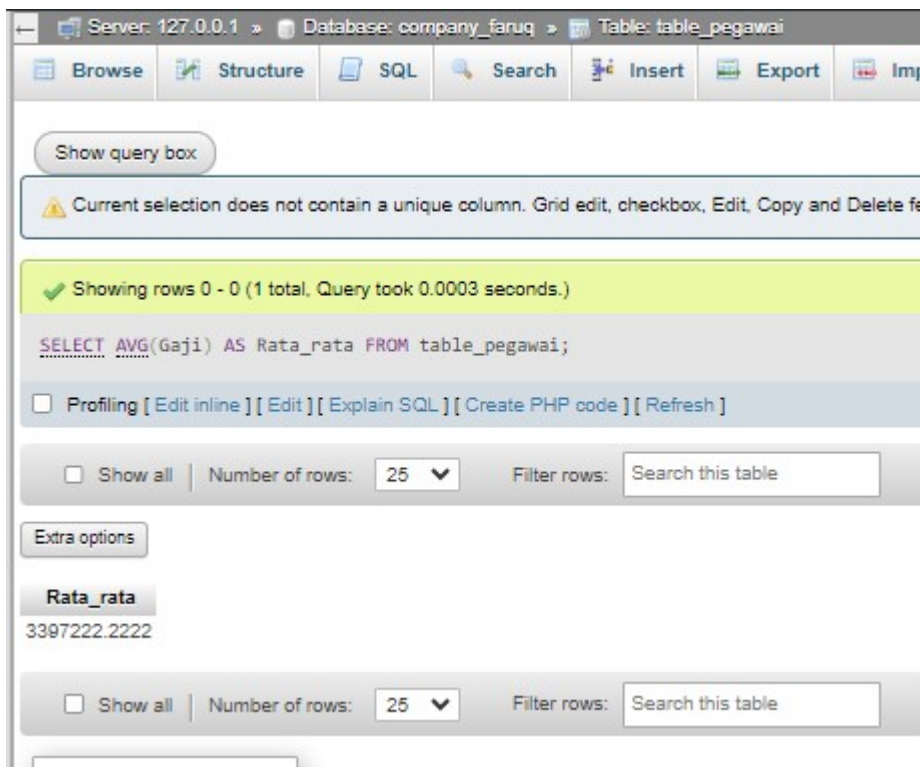 ← Server: 127.0.0.1 » Database: company_faruq » Table: table_pegawai
Browse Structure SQL Search Insert Export Imp
Show query box
Current selection does not contain a unique column. Grid edit, checkbox, Edit, Copy and Delete fe
Showing rows 0 - 0 (1 total, Query took 0.0003 seconds.)
SELECT AVG(Gaji) AS Rata_rata FROM table_pegawai;
Profiling [ Edit inline ] [ Edit ] [ Explain SQL ] [ Create PHP code ] [ Refresh ]
Show all | Number of rows: 25 Filter rows: Search this table
Extra options
Rata_rata
3397222.2222
Show all | Number of rows: 25 Filter rows: Search this table